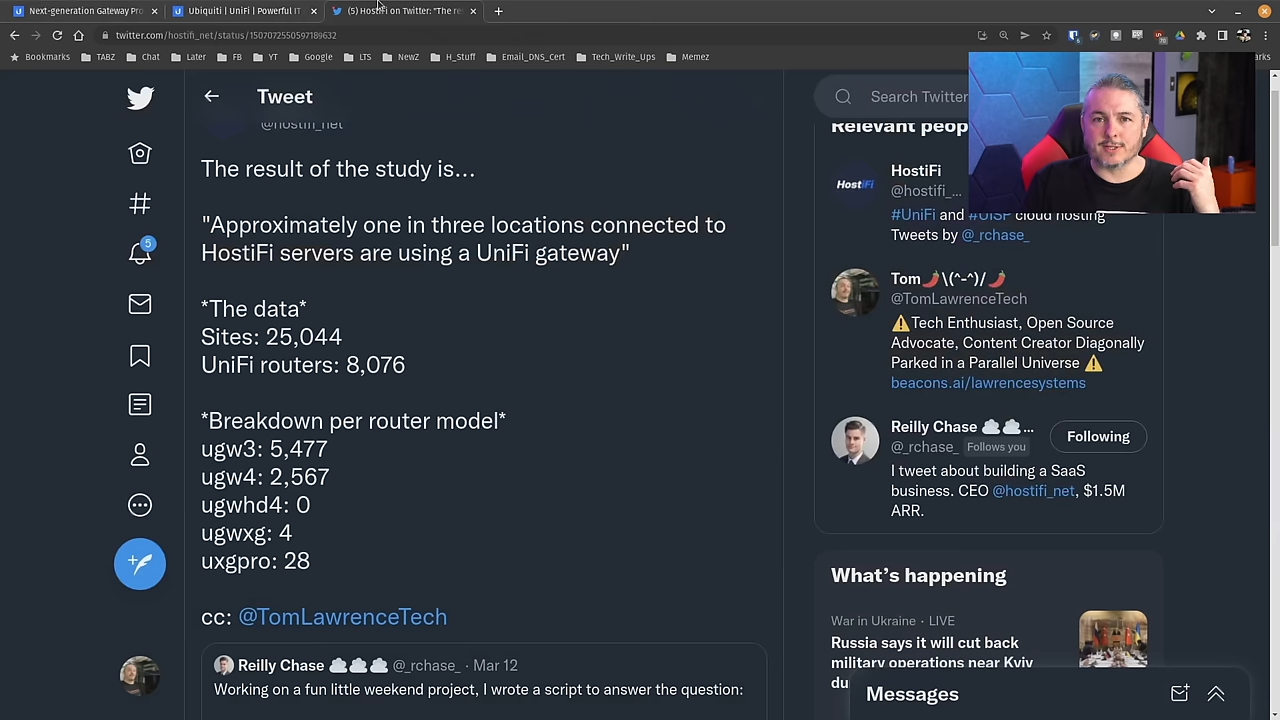 Next-generation Gateway Pro
Ubiquiti | UniFi | Powerful IT
(5) HostiFi on Twitter: "The re
twitter.com/hostifi_net/status/1507072550597189632
Bookmarks
TABZ
Chat
Later
FB
YT
Google
LTS
NewZ
H_Stuff
Email_DNS_Cert
Tech_Write_Ups
Memez
5
Tweet
@hostifi_net
The result of the study is...
"Approximately one in three locations connected to
HostiFi servers are using a UniFi gateway"
*The data*
Sites: 25,044
UniFi routers: 8,076
*Breakdown per router model*
ugw3: 5,477
ugw4: 2,567
ugwhd4: 0
ugwxg: 4
uxgpro: 28
cc: @TomLawrenceTech
Reilly Chase ☁️☁️☁️ @_rchase_ · Mar 12
Working on a fun little weekend project, I wrote a script to answer the question:
Search Twitter
Relevant peop
HostiFi
HostiFi
@hostifi_...
#UniFi and #UISP cloud hosting
Tweets by @_rchase_
Tom🌶️\(^-^)/🌶️
@TomLawrenceTech
⚠️Tech Enthusiast, Open Source
Advocate, Content Creator Diagonally
Parked in a Parallel Universe ⚠️
beacons.ai/lawrencesystems
Reilly Chase ☁️☁️...
@_rchase_ Follows you
Following
I tweet about building a SaaS
business. CEO @hostifi_net, $1.5M
ARR.
What's happening
War in Ukraine · LIVE
Russia says it will cut back
military operations near Kyiv
du
Messages